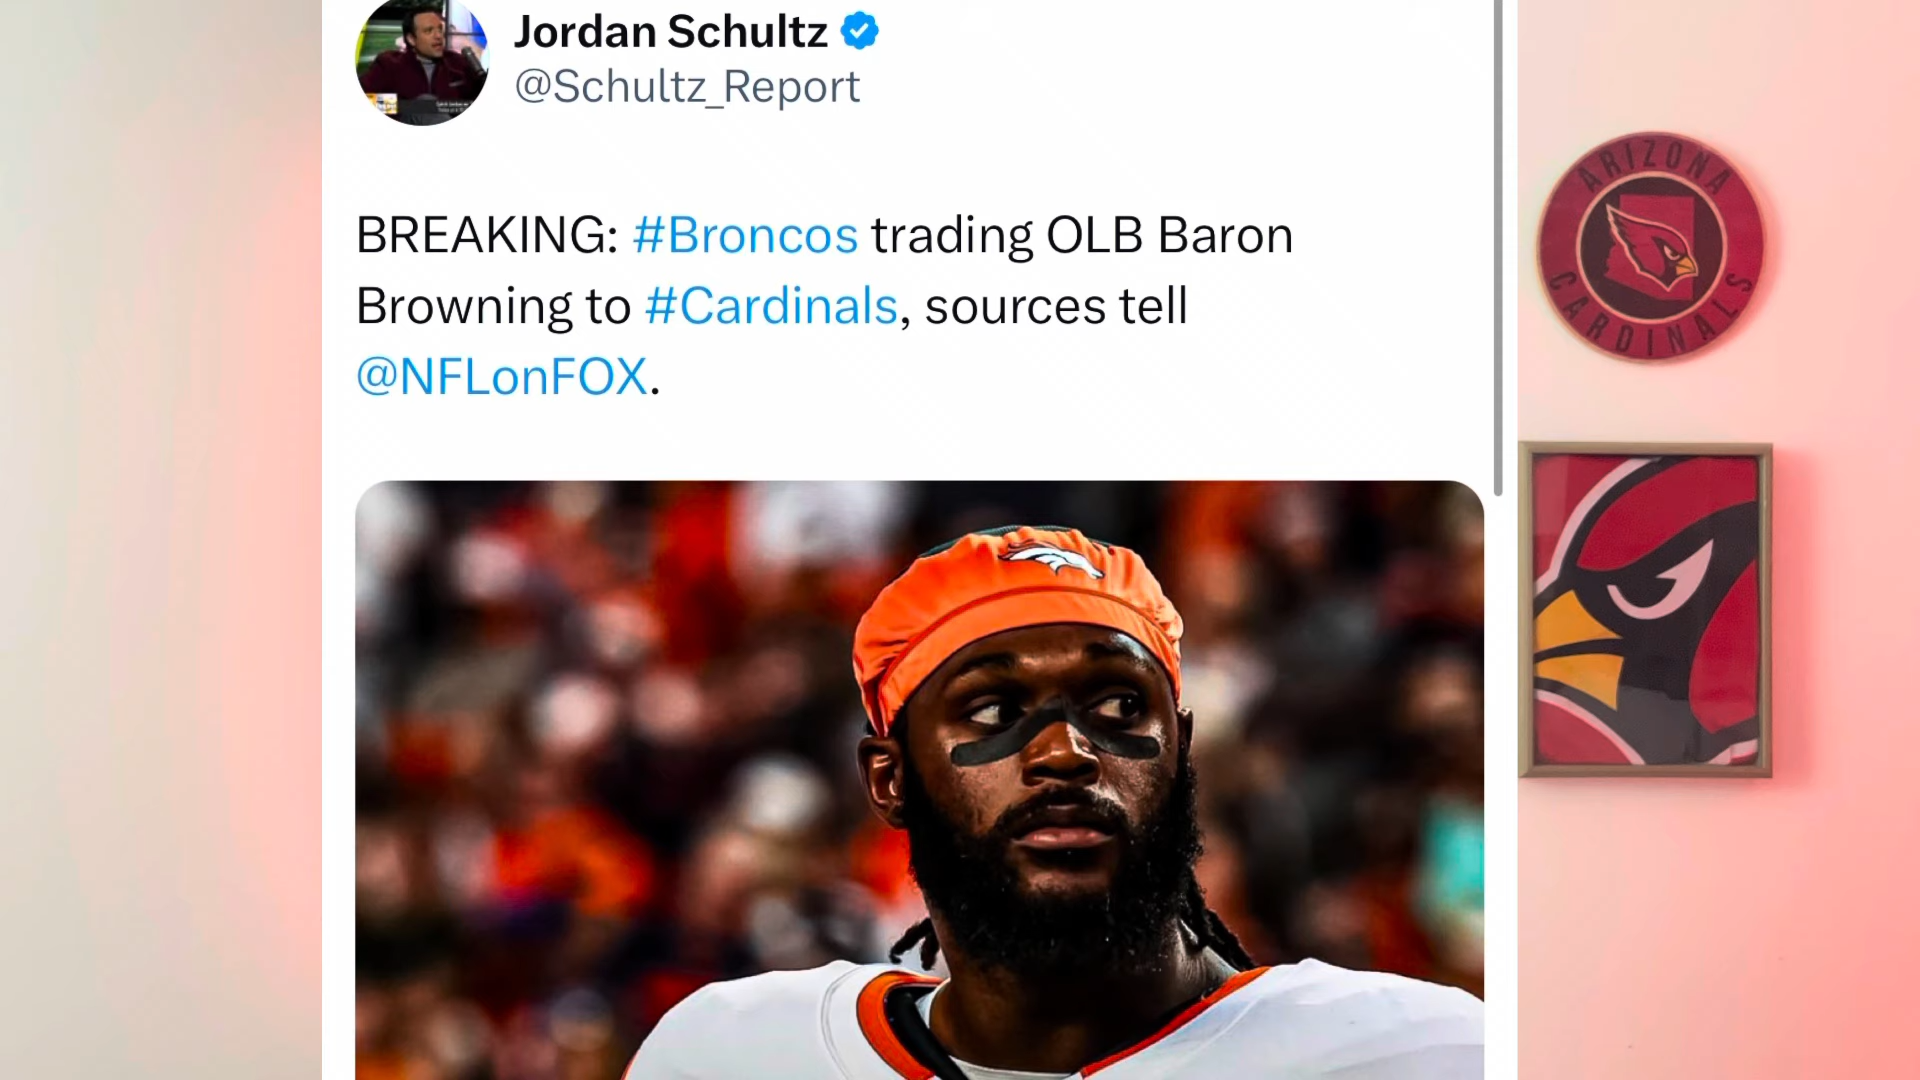 Jordan Schultz
@Schultz_Report
BREAKING: #Broncos trading OLB Baron
Browning to #Cardinals, sources tell
@NFLonFOX.
ARIZONA
CARDINALS